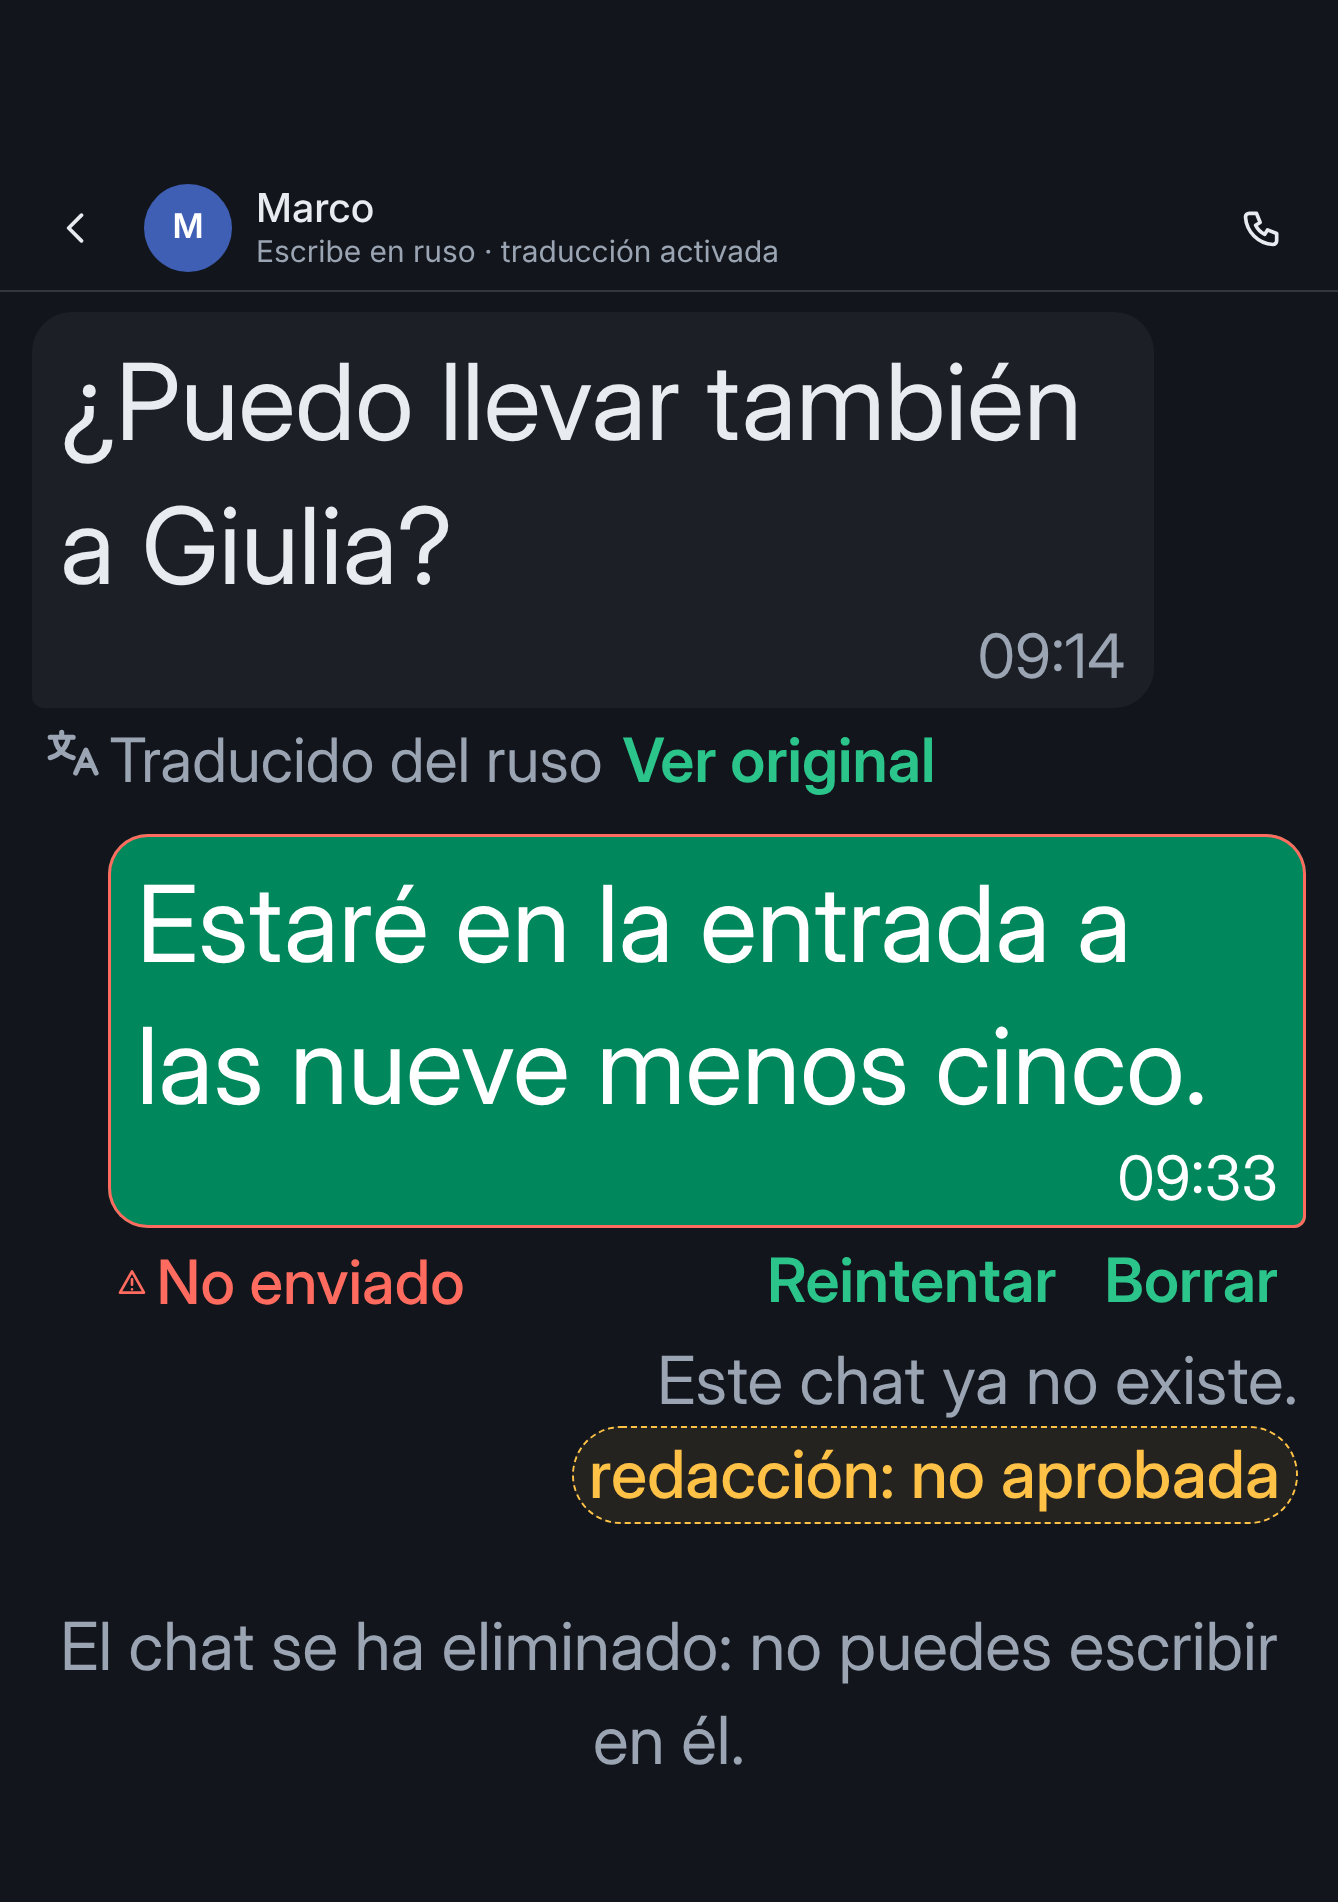 M
Marco
Escribe en ruso · traducción activada
¿Puedo llevar también
a Giulia?
09:14
Traducido del ruso Ver original
Estaré en la entrada a
las nueve menos cinco.
09:33
No enviado Reintentar Borrar
Este chat ya no existe.
redacción: no aprobada
El chat se ha eliminado: no puedes escribir
en él.